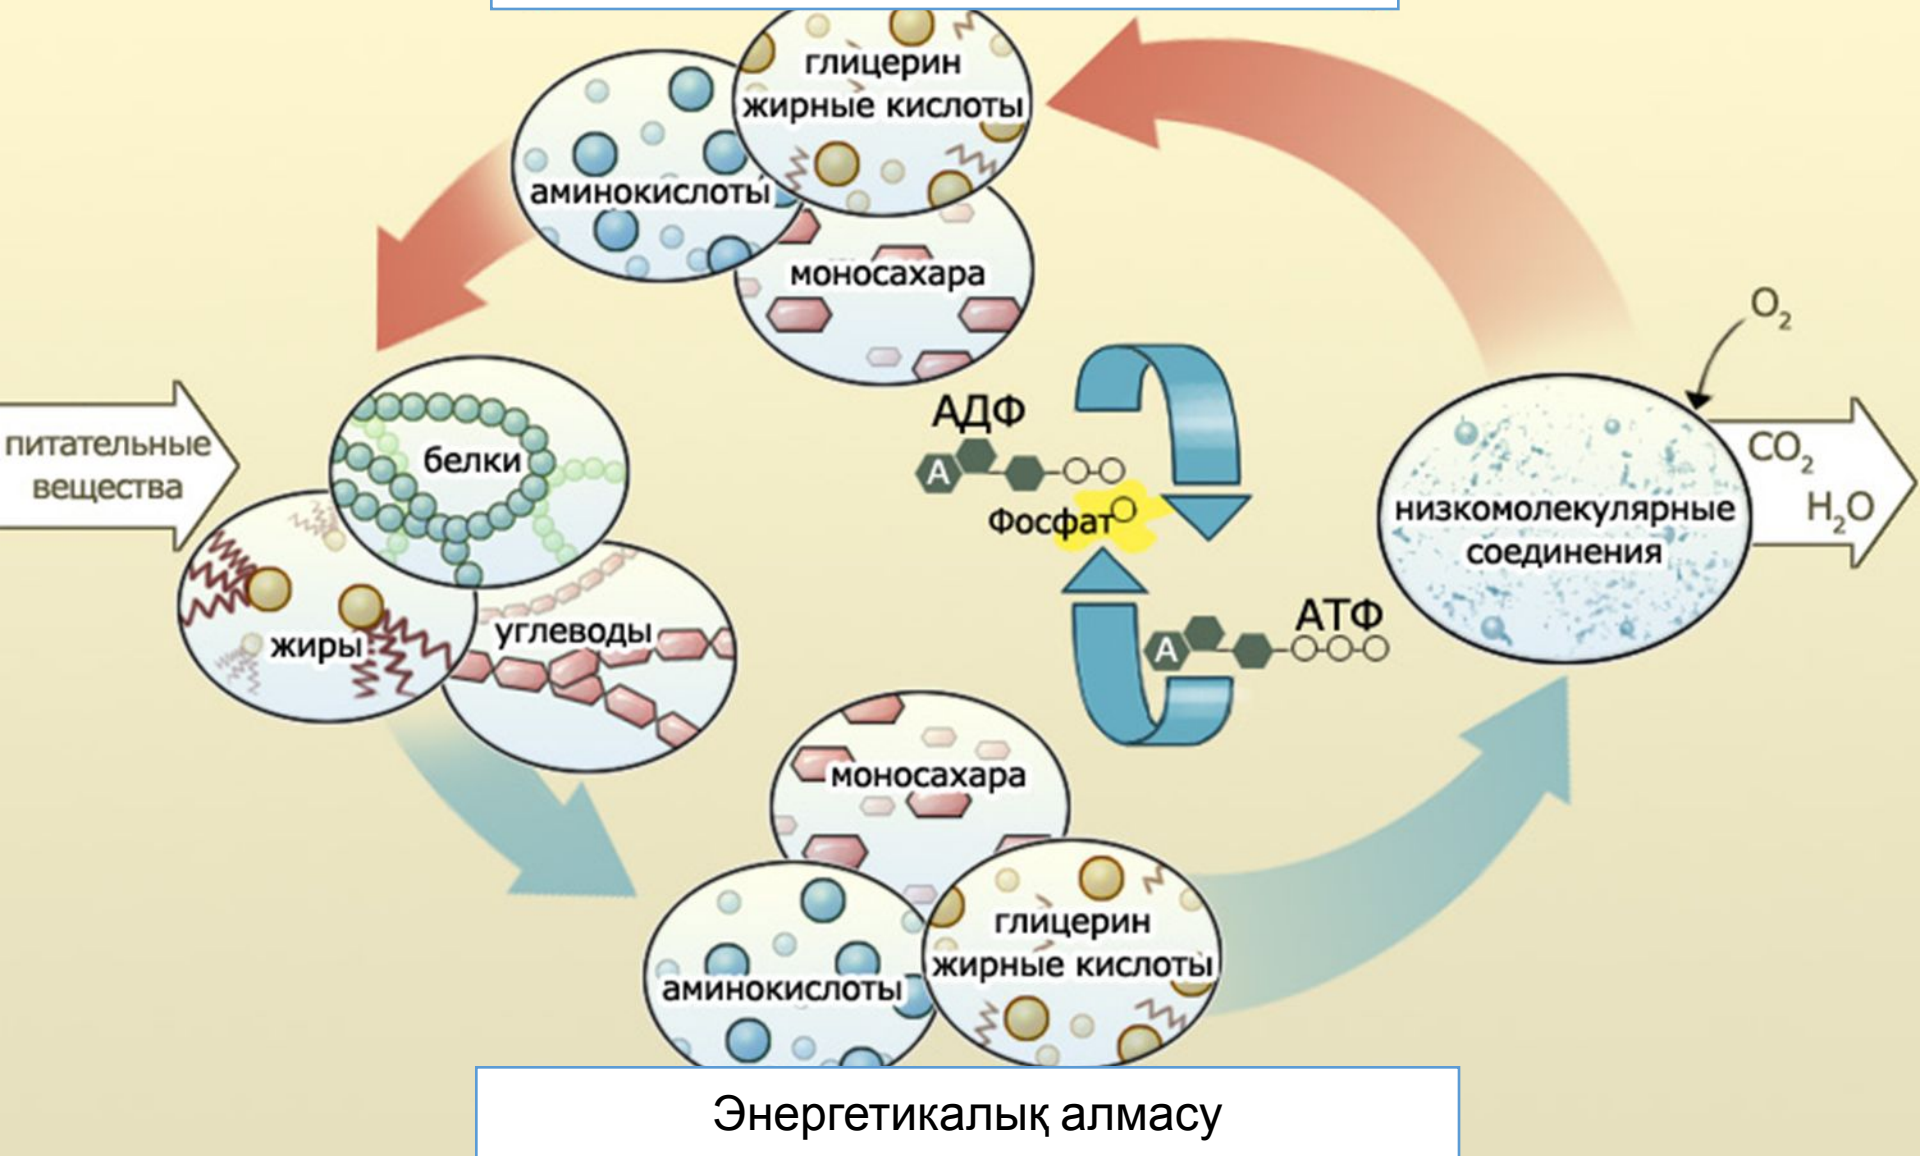 глицерин
жирные кислоты
аминокислоты
моносахара
O₂
питательные
вещества
белки
АДФ
А
Фосфат
CO₂
H₂O
низкомолекулярные
соединения
жиры
углеводы
АТФ
А
моносахара
глицерин
жирные кислоты
аминокислоты
Энергетикалық алмасу